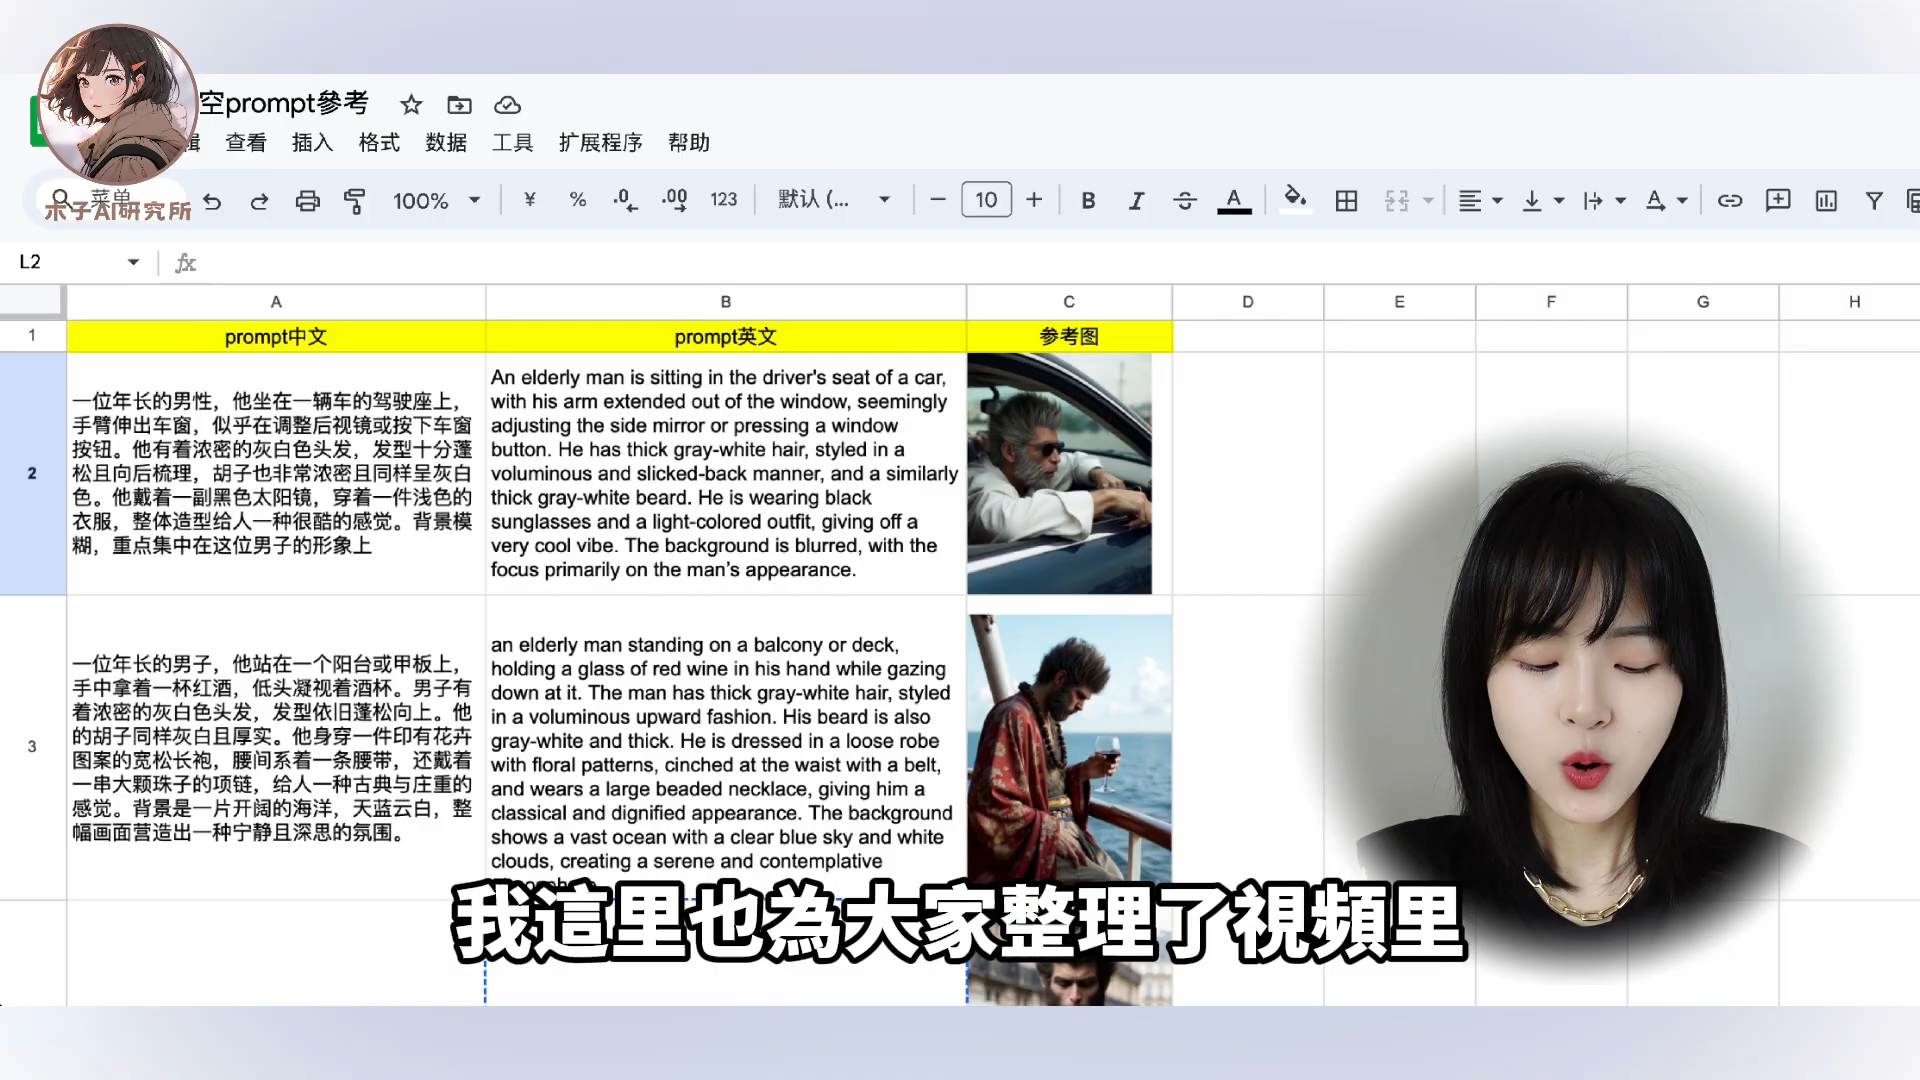 空prompt參考
辑 查看 插入 格式 数据 工具 扩展程序 帮助
菜单 100% ¥ % .0 .00 123 默认 (... 10 B I A
木子AI研究所
L2 fx
A B C D E F G H
1 prompt中文 prompt英文 参考图
2
一位年长的男性，他坐在一辆车的驾驶座上，
手臂伸出车窗，似乎在调整后视镜或按下车窗
按钮。他有着浓密的灰白色头发，发型十分蓬
松且向后梳理，胡子也非常浓密且同样呈灰白
色。他戴着一副黑色太阳镜，穿着一件浅色的
衣服，整体造型给人一种很酷的感觉。背景模
糊，重点集中在这位男子的形象上
An elderly man is sitting in the driver's seat of a car,
with his arm extended out of the window, seemingly
adjusting the side mirror or pressing a window
button. He has thick gray-white hair, styled in a
voluminous and slicked-back manner, and a similarly
thick gray-white beard. He is wearing black
sunglasses and a light-colored outfit, giving off a
very cool vibe. The background is blurred, with the
focus primarily on the man’s appearance.
3
一位年长的男子，他站在一个阳台或甲板上，
手中拿着一杯红酒，低头凝视着酒杯。男子有
着浓密的灰白色头发，发型依旧蓬松向上。他
的胡子同样灰白且厚实。他身穿一件印有花卉
图案的宽松长袍，腰间系着一条腰带，还戴着
一串大颗珠子的项链，给人一种古典与庄重的
感觉。背景是一片开阔的海洋，天蓝云白，整
幅画面营造出一种宁静且深思的氛围。
an elderly man standing on a balcony or deck,
holding a glass of red wine in his hand while gazing
down at it. The man has thick gray-white hair, styled
in a voluminous upward fashion. His beard is also
gray-white and thick. He is dressed in a loose robe
with floral patterns, cinched at the waist with a belt,
and wears a large beaded necklace, giving him a
classical and dignified appearance. The background
shows a vast ocean with a clear blue sky and white
clouds, creating a serene and contemplative
我這里也為大家整理了視頻里